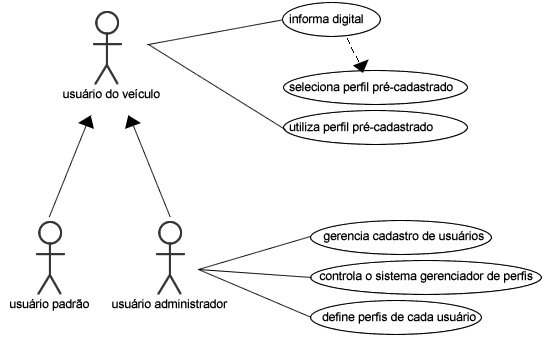 informa digital
usuário do veículo
seleciona perfil pré-cadastrado
utiliza perfil pré-cadastrado
usuário padrão
usuário administrador
gerencia cadastro de usuários
controla o sistema gerenciador de perfis
define perfis de cada usuário